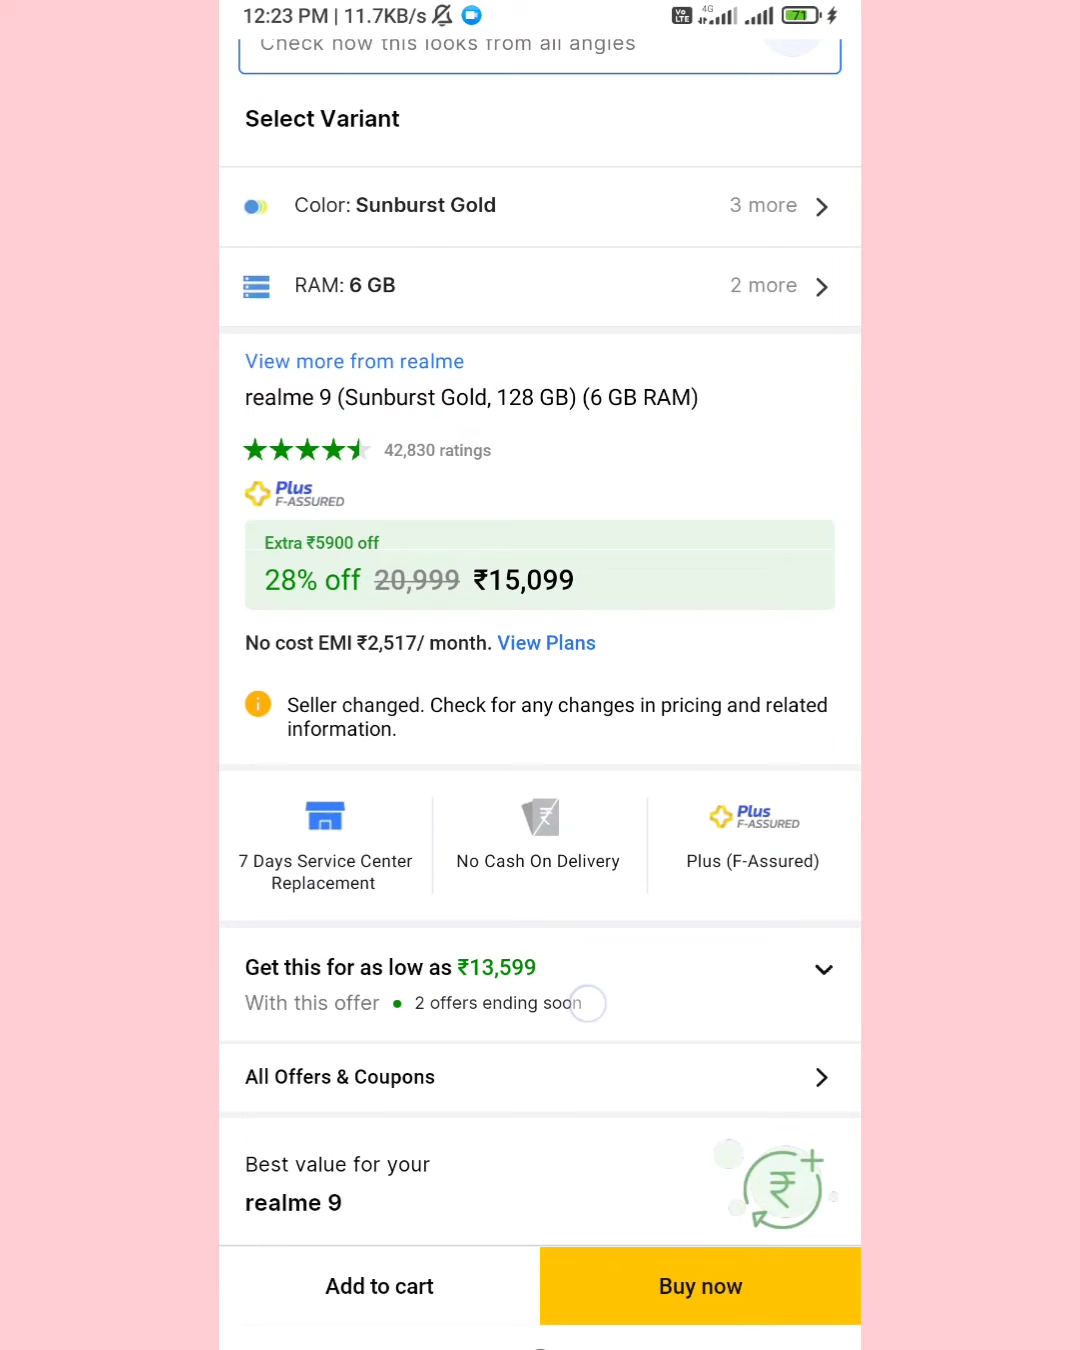 12:23 PM | 11.7KB/s
Vo LTE 4G 71
Check how this looks from all angles
Select Variant
Color: Sunburst Gold 3 more
RAM: 6 GB 2 more
View more from realme
realme 9 (Sunburst Gold, 128 GB) (6 GB RAM)
42,830 ratings
Plus
F-ASSURED
Extra ₹5900 off
28% off 20,999 ₹15,099
No cost EMI ₹2,517/ month. View Plans
Seller changed. Check for any changes in pricing and related
information.
7 Days Service Center
Replacement
No Cash On Delivery
Plus
F-ASSURED
Plus (F-Assured)
Get this for as low as ₹13,599
With this offer • 2 offers ending soon
All Offers & Coupons
Best value for your
realme 9
₹
Add to cart
Buy now